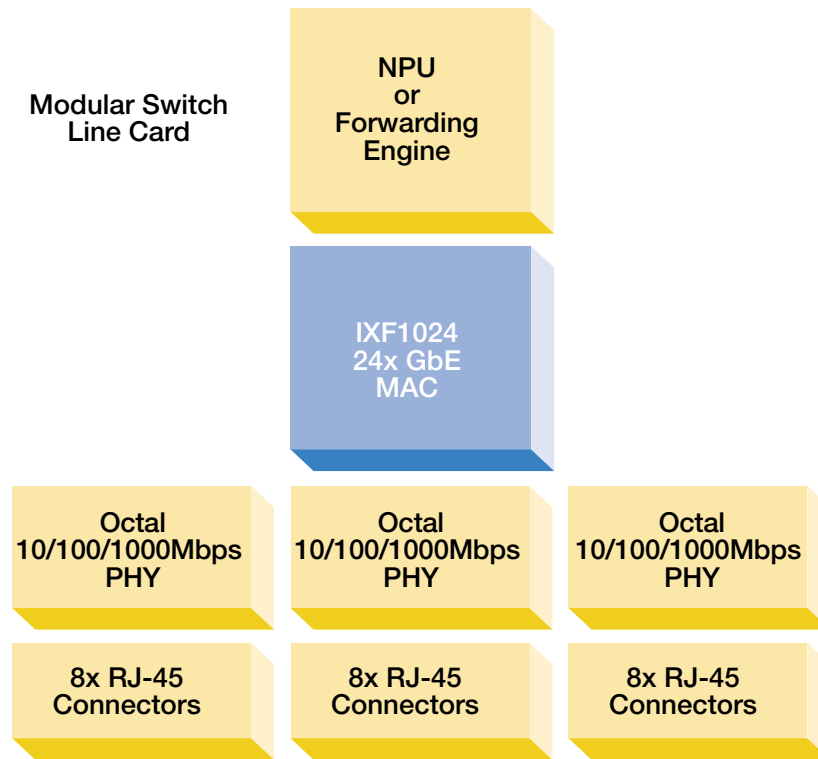 Modular Switch
Line Card
NPU
or
Forwarding
Engine
IXF1024
24x GbE
MAC
Octal
10/100/1000Mbps
PHY
Octal
10/100/1000Mbps
PHY
Octal
10/100/1000Mbps
PHY
8x RJ-45
Connectors
8x RJ-45
Connectors
8x RJ-45
Connectors